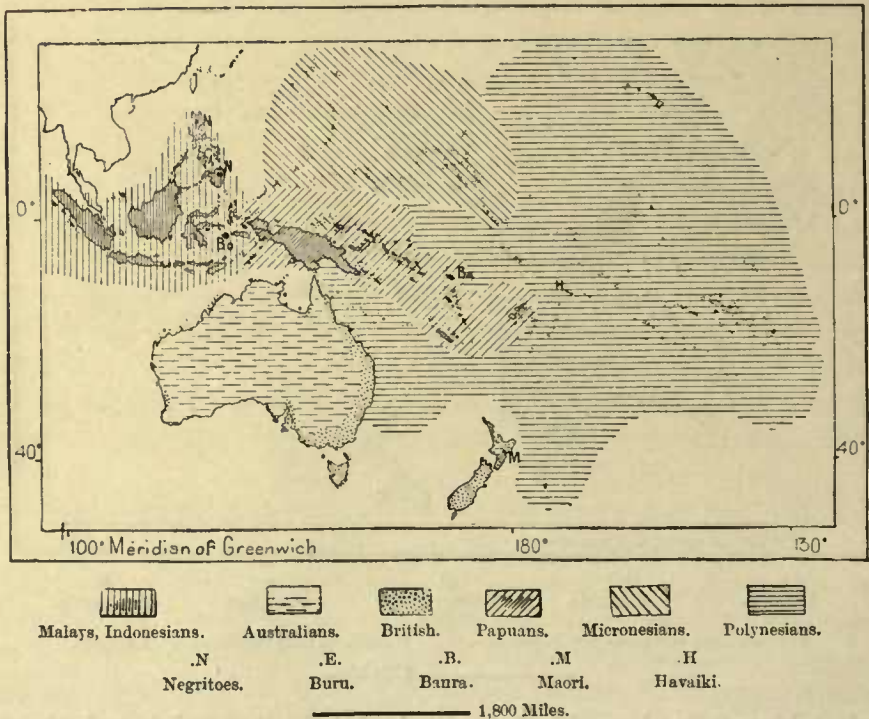 N
N
0°
0°
Bo
Ba
H
40°
M
40°
100° Meridian of Greenwich
180°
130°
Malays, Indonesians. Australians. British. Papuans. Micronesians. Polynesians.
.N .E. .B. .M .H
Negritoes. Buru. Baura. Maori. Havaiki.
1,800 Miles.